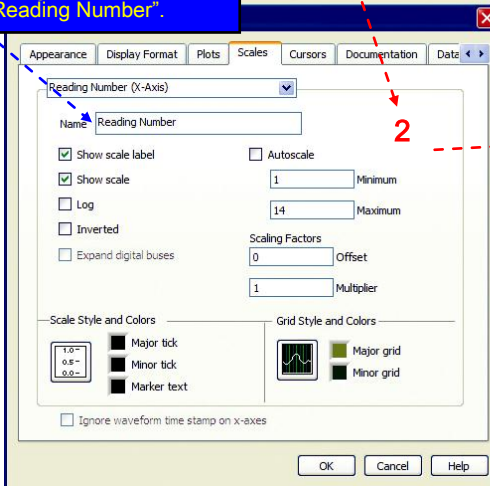 Reading Number".
Appearance Display Format Plots Scales Cursors Documentation Data
Reading Number (X-Axis)
2
Name Reading Number
Show scale label Autoscale
Show scale 1 Minimum
Log 14 Maximum
Inverted Scaling Factors
Expand digital buses 0 Offset
1 Multiplier
Scale Style and Colors Grid Style and Colors
1.0 Major tick Major grid
0.5 Minor tick Minor grid
0.0 Marker text
Ignore waveform time stamp on x-axes
OK Cancel Help